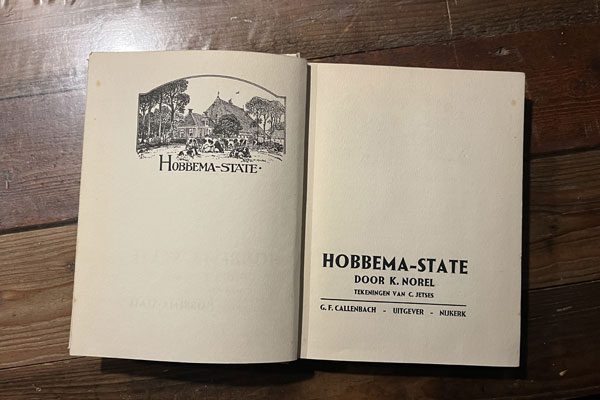 HOBBEMA-STATE·
HOBBEMA-STATE
DOOR K. NOREL
TEKENINGEN VAN C. JETSES
G. F. CALLENBACH - UITGEVER - NIJKERK